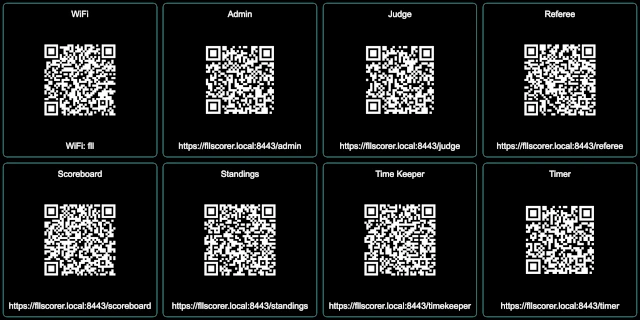 WiFi
WiFi: fll
Admin
https://fllscorer.local:8443/admin
Judge
https://fllscorer.local:8443/judge
Referee
https://fllscorer.local:8443/referee
Scoreboard
https://fllscorer.local:8443/scoreboard
Standings
https://fllscorer.local:8443/standings
Time Keeper
https://fllscorer.local:8443/timekeeper
Timer
https://fllscorer.local:8443/timer